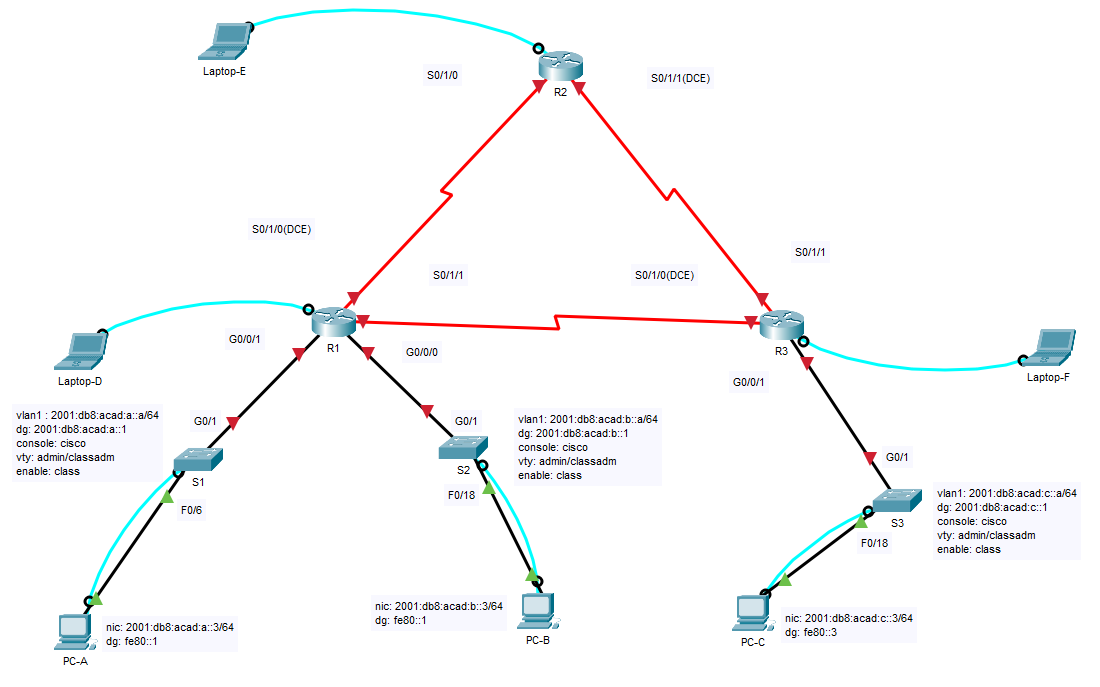 Laptop-E
S0/1/0
R2
S0/1/1(DCE)
S0/1/0(DCE)
S0/1/1
S0/1/0(DCE)
S0/1/1
Laptop-D
G0/0/1
R1
G0/0/0
R3
G0/0/1
Laptop-F
vlan1 : 2001:db8:acad:a::a/64
dg: 2001:db8:acad:a::1
console: cisco
vty: admin/classadm
enable: class
G0/1
S1
F0/6
G0/1
S2
F0/18
vlan1: 2001:db8:acad:b::a/64
dg: 2001:db8:acad:b::1
console: cisco
vty: admin/classadm
enable: class
G0/1
S3
F0/18
vlan1: 2001:db8:acad:c::a/64
dg: 2001:db8:acad:c::1
console: cisco
vty: admin/classadm
enable: class
nic: 2001:db8:acad:a::3/64
dg: fe80::1
PC-A
nic: 2001:db8:acad:b::3/64
dg: fe80::1
PC-B
nic: 2001:db8:acad:c::3/64
dg: fe80::3
PC-C